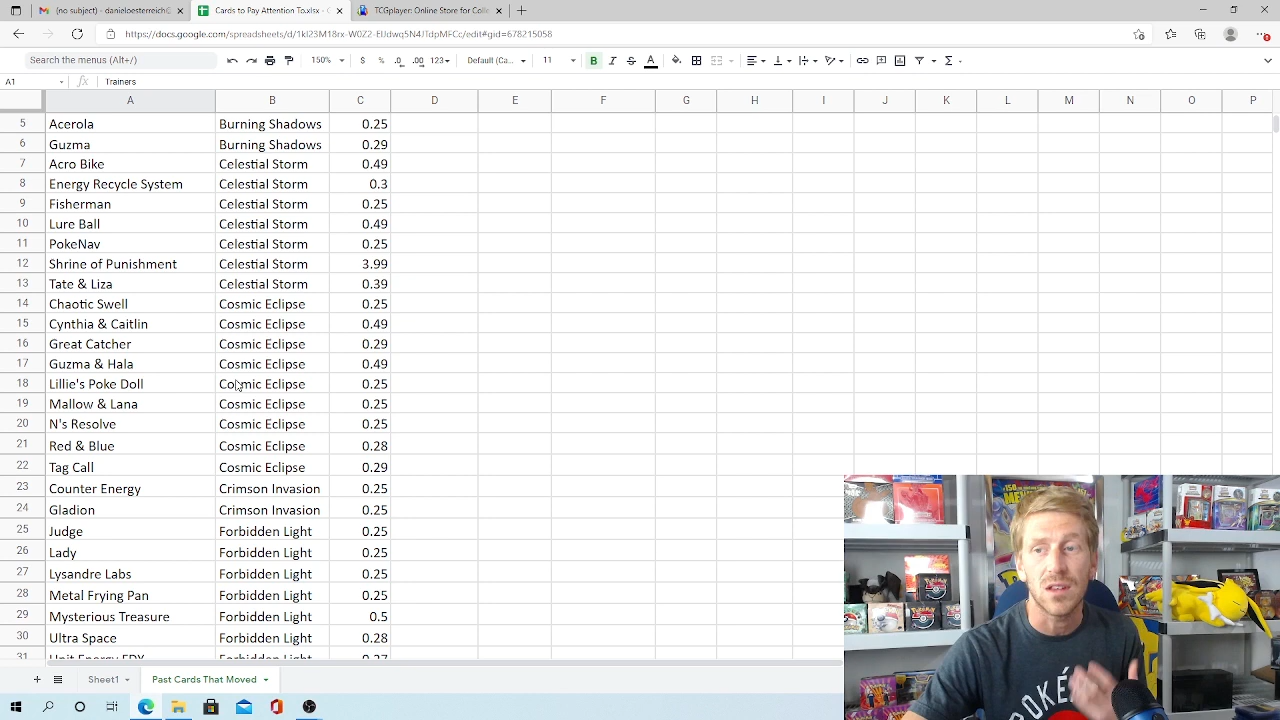 (no subject) - danieloesterreich@
Cards to Pay Attention To.xlsx - G
TCGplayer: Online Store for Colle
https://docs.google.com/spreadsheets/d/1kl23M18rx-W0Z2-EUdwq5N4JTdpMFCc/edit#gid=678215058
Search the menus (Alt+/) 150% $ % .0 .00 123 Default (Ca... 11 B I S A
A1 fx Trainers
A B C D E F G H I J K L M N O P
5 Acerola Burning Shadows 0.25
6 Guzma Burning Shadows 0.29
7 Acro Bike Celestial Storm 0.49
8 Energy Recycle System Celestial Storm 0.3
9 Fisherman Celestial Storm 0.25
10 Lure Ball Celestial Storm 0.49
11 PokeNav Celestial Storm 0.25
12 Shrine of Punishment Celestial Storm 3.99
13 Tate & Liza Celestial Storm 0.39
14 Chaotic Swell Cosmic Eclipse 0.25
15 Cynthia & Caitlin Cosmic Eclipse 0.49
16 Great Catcher Cosmic Eclipse 0.29
17 Guzma & Hala Cosmic Eclipse 0.49
18 Lillie's Poke Doll Cosmic Eclipse 0.25
19 Mallow & Lana Cosmic Eclipse 0.25
20 N's Resolve Cosmic Eclipse 0.25
21 Red & Blue Cosmic Eclipse 0.28
22 Tag Call Cosmic Eclipse 0.29
23 Counter Energy Crimson Invasion 0.25
24 Gladion Crimson Invasion 0.25
25 Judge Forbidden Light 0.25
26 Lady Forbidden Light 0.25
27 Lysandre Labs Forbidden Light 0.25
28 Metal Frying Pan Forbidden Light 0.25
29 Mysterious Treasure Forbidden Light 0.5
30 Ultra Space Forbidden Light 0.28
31 Unit Energy FDY Forbidden Light 0.27
Sheet1 Past Cards That Moved
POKÉ